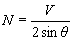 N = V / 2 sin θ